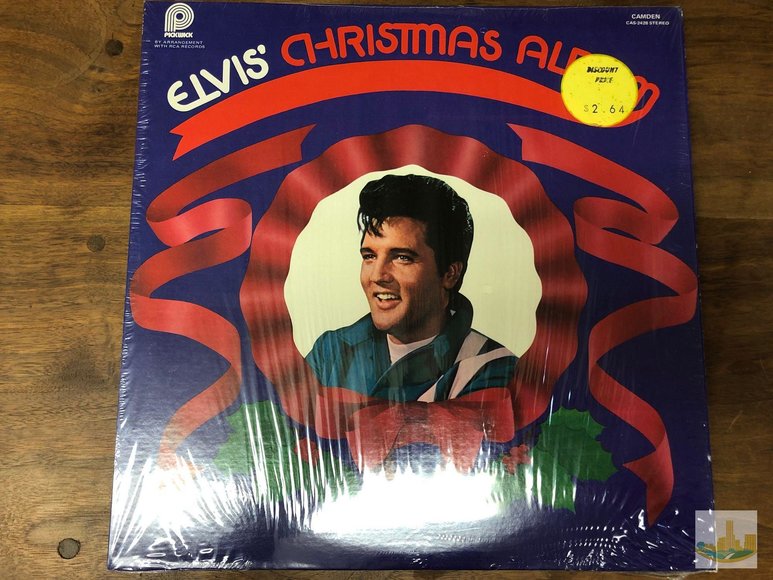 PICKWICK
BY ARRANGEMENT
WITH RCA RECORDS
CAMDEN
CAS-2428 STEREO
ELVIS' CHRISTMAS ALBUM
DISCOUNT
PRICE
$2.64